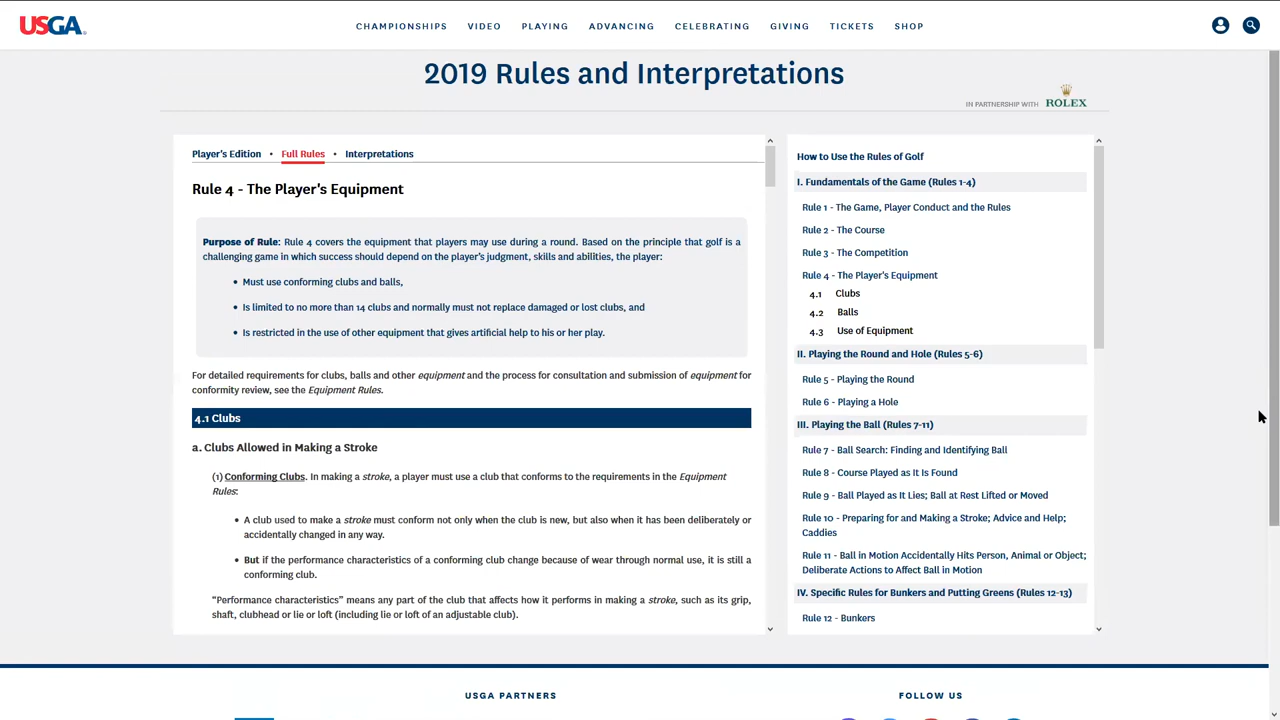 USGA
CHAMPIONSHIPS VIDEO PLAYING ADVANCING CELEBRATING GIVING TICKETS SHOP
2019 Rules and Interpretations
IN PARTNERSHIP WITH ROLEX
Player's Edition • Full Rules • Interpretations
Rule 4 - The Player's Equipment
Purpose of Rule: Rule 4 covers the equipment that players may use during a round. Based on the principle that golf is a
challenging game in which success should depend on the player's judgment, skills and abilities, the player:
• Must use conforming clubs and balls,
• Is limited to no more than 14 clubs and normally must not replace damaged or lost clubs, and
• Is restricted in the use of other equipment that gives artificial help to his or her play.
For detailed requirements for clubs, balls and other equipment and the process for consultation and submission of equipment for
conformity review, see the Equipment Rules.
4.1 Clubs
a. Clubs Allowed in Making a Stroke
(1) Conforming Clubs. In making a stroke, a player must use a club that conforms to the requirements in the Equipment
Rules:
• A club used to make a stroke must conform not only when the club is new, but also when it has been deliberately or
accidentally changed in any way.
• But if the performance characteristics of a conforming club change because of wear through normal use, it is still a
conforming club.
"Performance characteristics" means any part of the club that affects how it performs in making a stroke, such as its grip,
shaft, clubhead or lie or loft (including lie or loft of an adjustable club).
How to Use the Rules of Golf
I. Fundamentals of the Game (Rules 1-4)
Rule 1 - The Game, Player Conduct and the Rules
Rule 2 - The Course
Rule 3 - The Competition
Rule 4 - The Player's Equipment
4.1 Clubs
4.2 Balls
4.3 Use of Equipment
II. Playing the Round and Hole (Rules 5-6)
Rule 5 - Playing the Round
Rule 6 - Playing a Hole
III. Playing the Ball (Rules 7-11)
Rule 7 - Ball Search: Finding and Identifying Ball
Rule 8 - Course Played as It Is Found
Rule 9 - Ball Played as It Lies; Ball at Rest Lifted or Moved
Rule 10 - Preparing for and Making a Stroke; Advice and Help;
Caddies
Rule 11 - Ball in Motion Accidentally Hits Person, Animal or Object;
Deliberate Actions to Affect Ball in Motion
IV. Specific Rules for Bunkers and Putting Greens (Rules 12-13)
Rule 12 - Bunkers
USGA PARTNERS
FOLLOW US